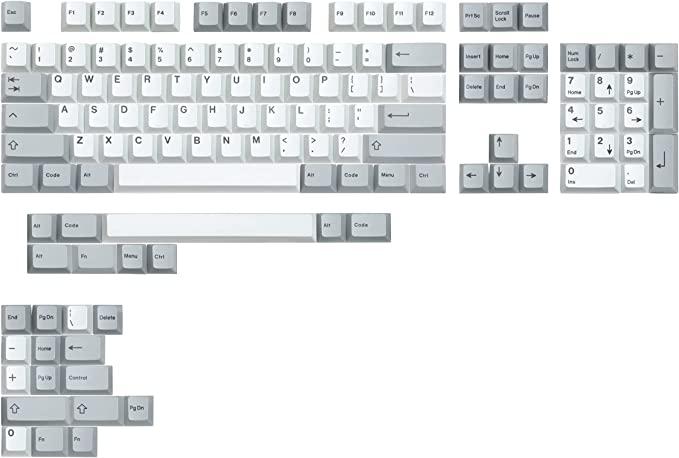 Esc F1 F2 F3 F4 F5 F6 F7 F8 F9 F10 F11 F12 Prt Sc Scroll Lock Pause
~ ` ! 1 @ 2 # 3 $ 4 % 5 ^ 6 & 7 * 8 ( 9 ) 0 _ - + = ← Insert Home Pg Up Num Lock / * −
Q W E R T Y U I O P { [ } ] | \ Delete End Pg Dn 7 Home 8 ↑ 9 Pg Up +
^ A S D F G H J K L : ; " ' 4 ← 5 6 →
Z X C V B N M < , > . ? / ↑ 1 End 2 ↓ 3 Pg Dn
Ctrl Code Alt Alt Code Menu Ctrl ← ↓ → 0 Ins . Del
Alt Code Alt Code
Alt Fn Menu Ctrl
End Pg Dn | \ Delete
− Home ←
+ Pg Up Control
Pg Dn
0 Fn Fn